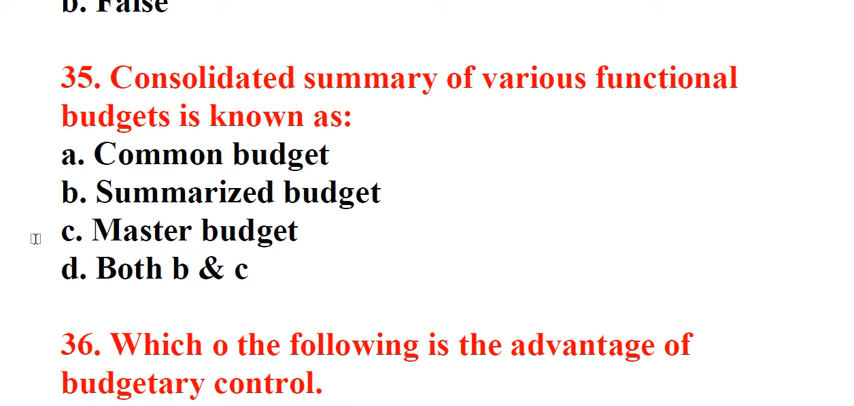 b. False
35. Consolidated summary of various functional
budgets is known as:
a. Common budget
b. Summarized budget
c. Master budget
d. Both b & c
36. Which o the following is the advantage of
budgetary control.